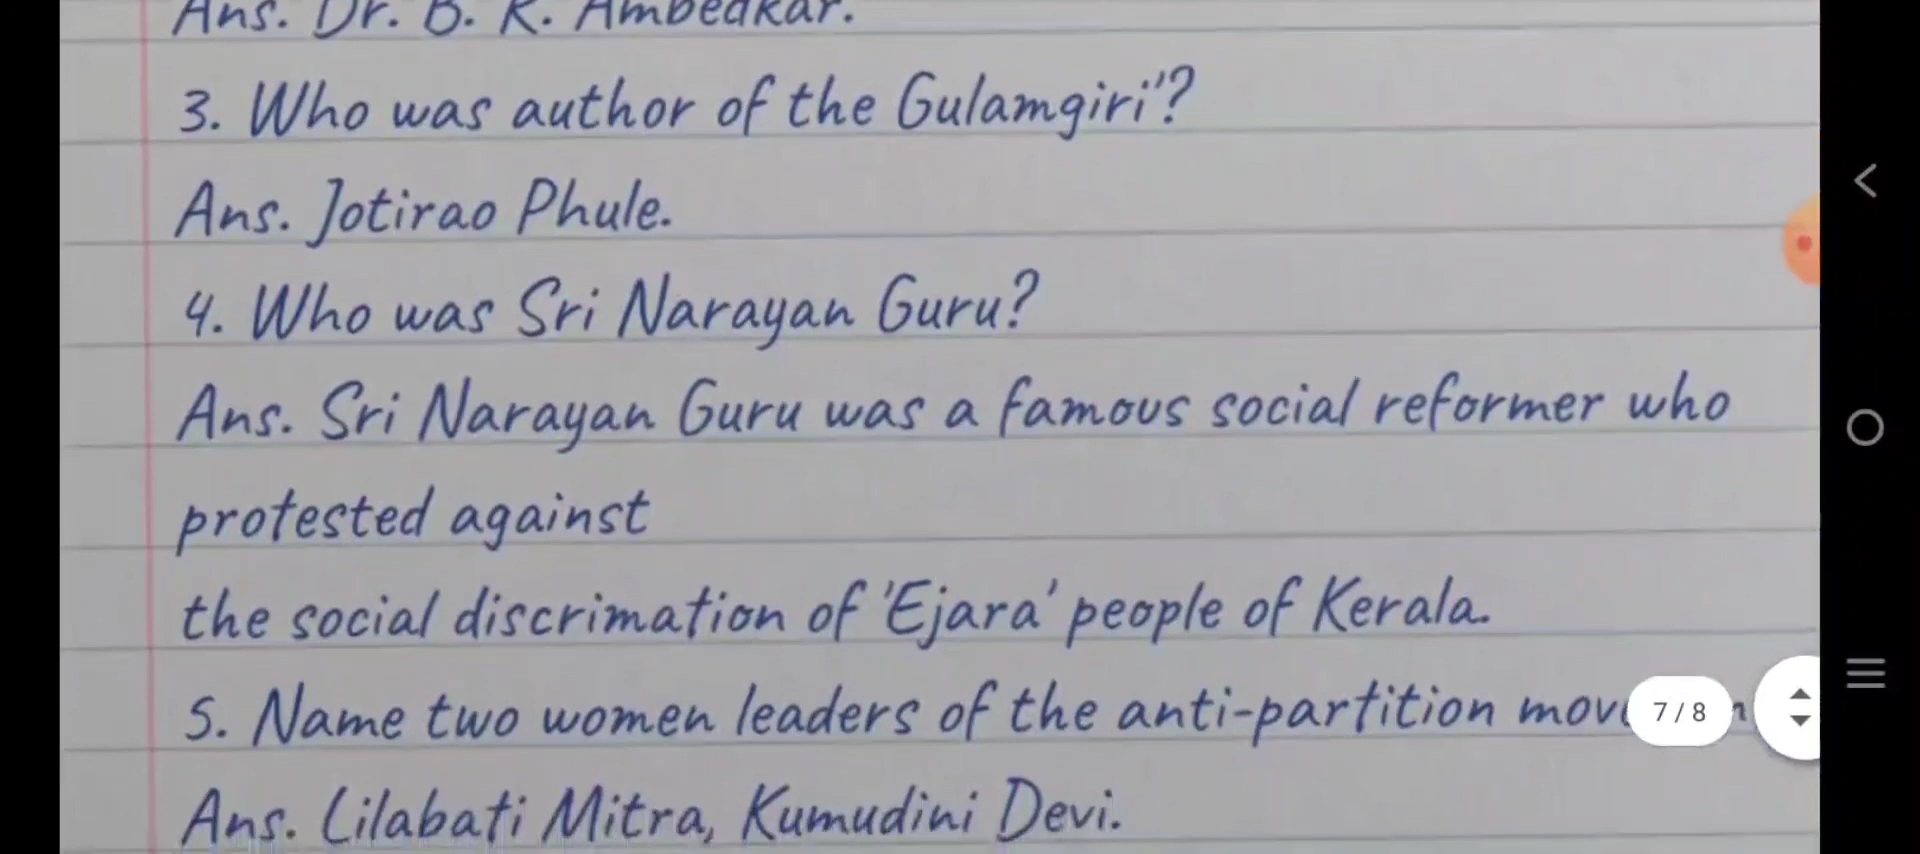 Ans. Dr. B. R. Ambedkar.
3. Who was author of the Gulamgiri'?
Ans. Jotirao Phule.
4. Who was Sri Narayan Guru?
Ans. Sri Narayan Guru was a famous social reformer who
protested against
the social discrimation of 'Ejara' people of Kerala.
5. Name two women leaders of the anti-partition
7 / 8
Ans. Lilabati Mitra, Kumudini Devi.